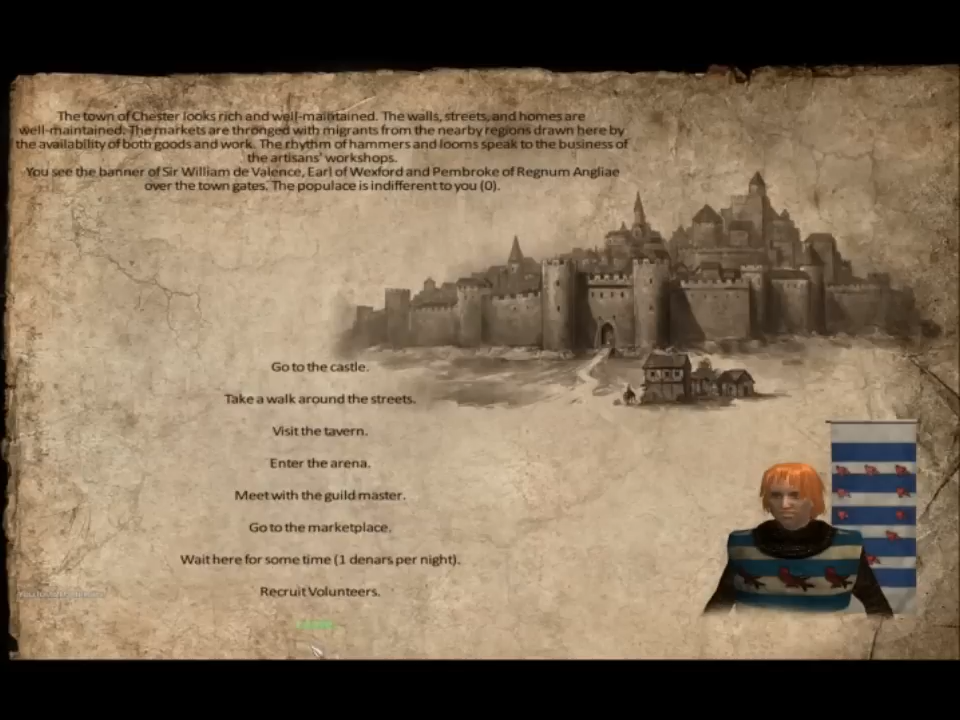 The town of Chester looks rich and well-maintained. The walls, streets, and homes are
well-maintained. The markets are thronged with migrants from the nearby regions drawn here by
the availability of both goods and work. The rhythm of hammers and looms speak to the business of
the artisans' workshops.
You see the banner of Sir William de Valence, Earl of Wexford and Pembroke of Regnum Angliae
over the town gates. The populace is indifferent to you (0).
Go to the castle.
Take a walk around the streets.
Visit the tavern.
Enter the arena.
Meet with the guild master.
Go to the marketplace.
Wait here for some time (1 denars per night).
Recruit Volunteers.